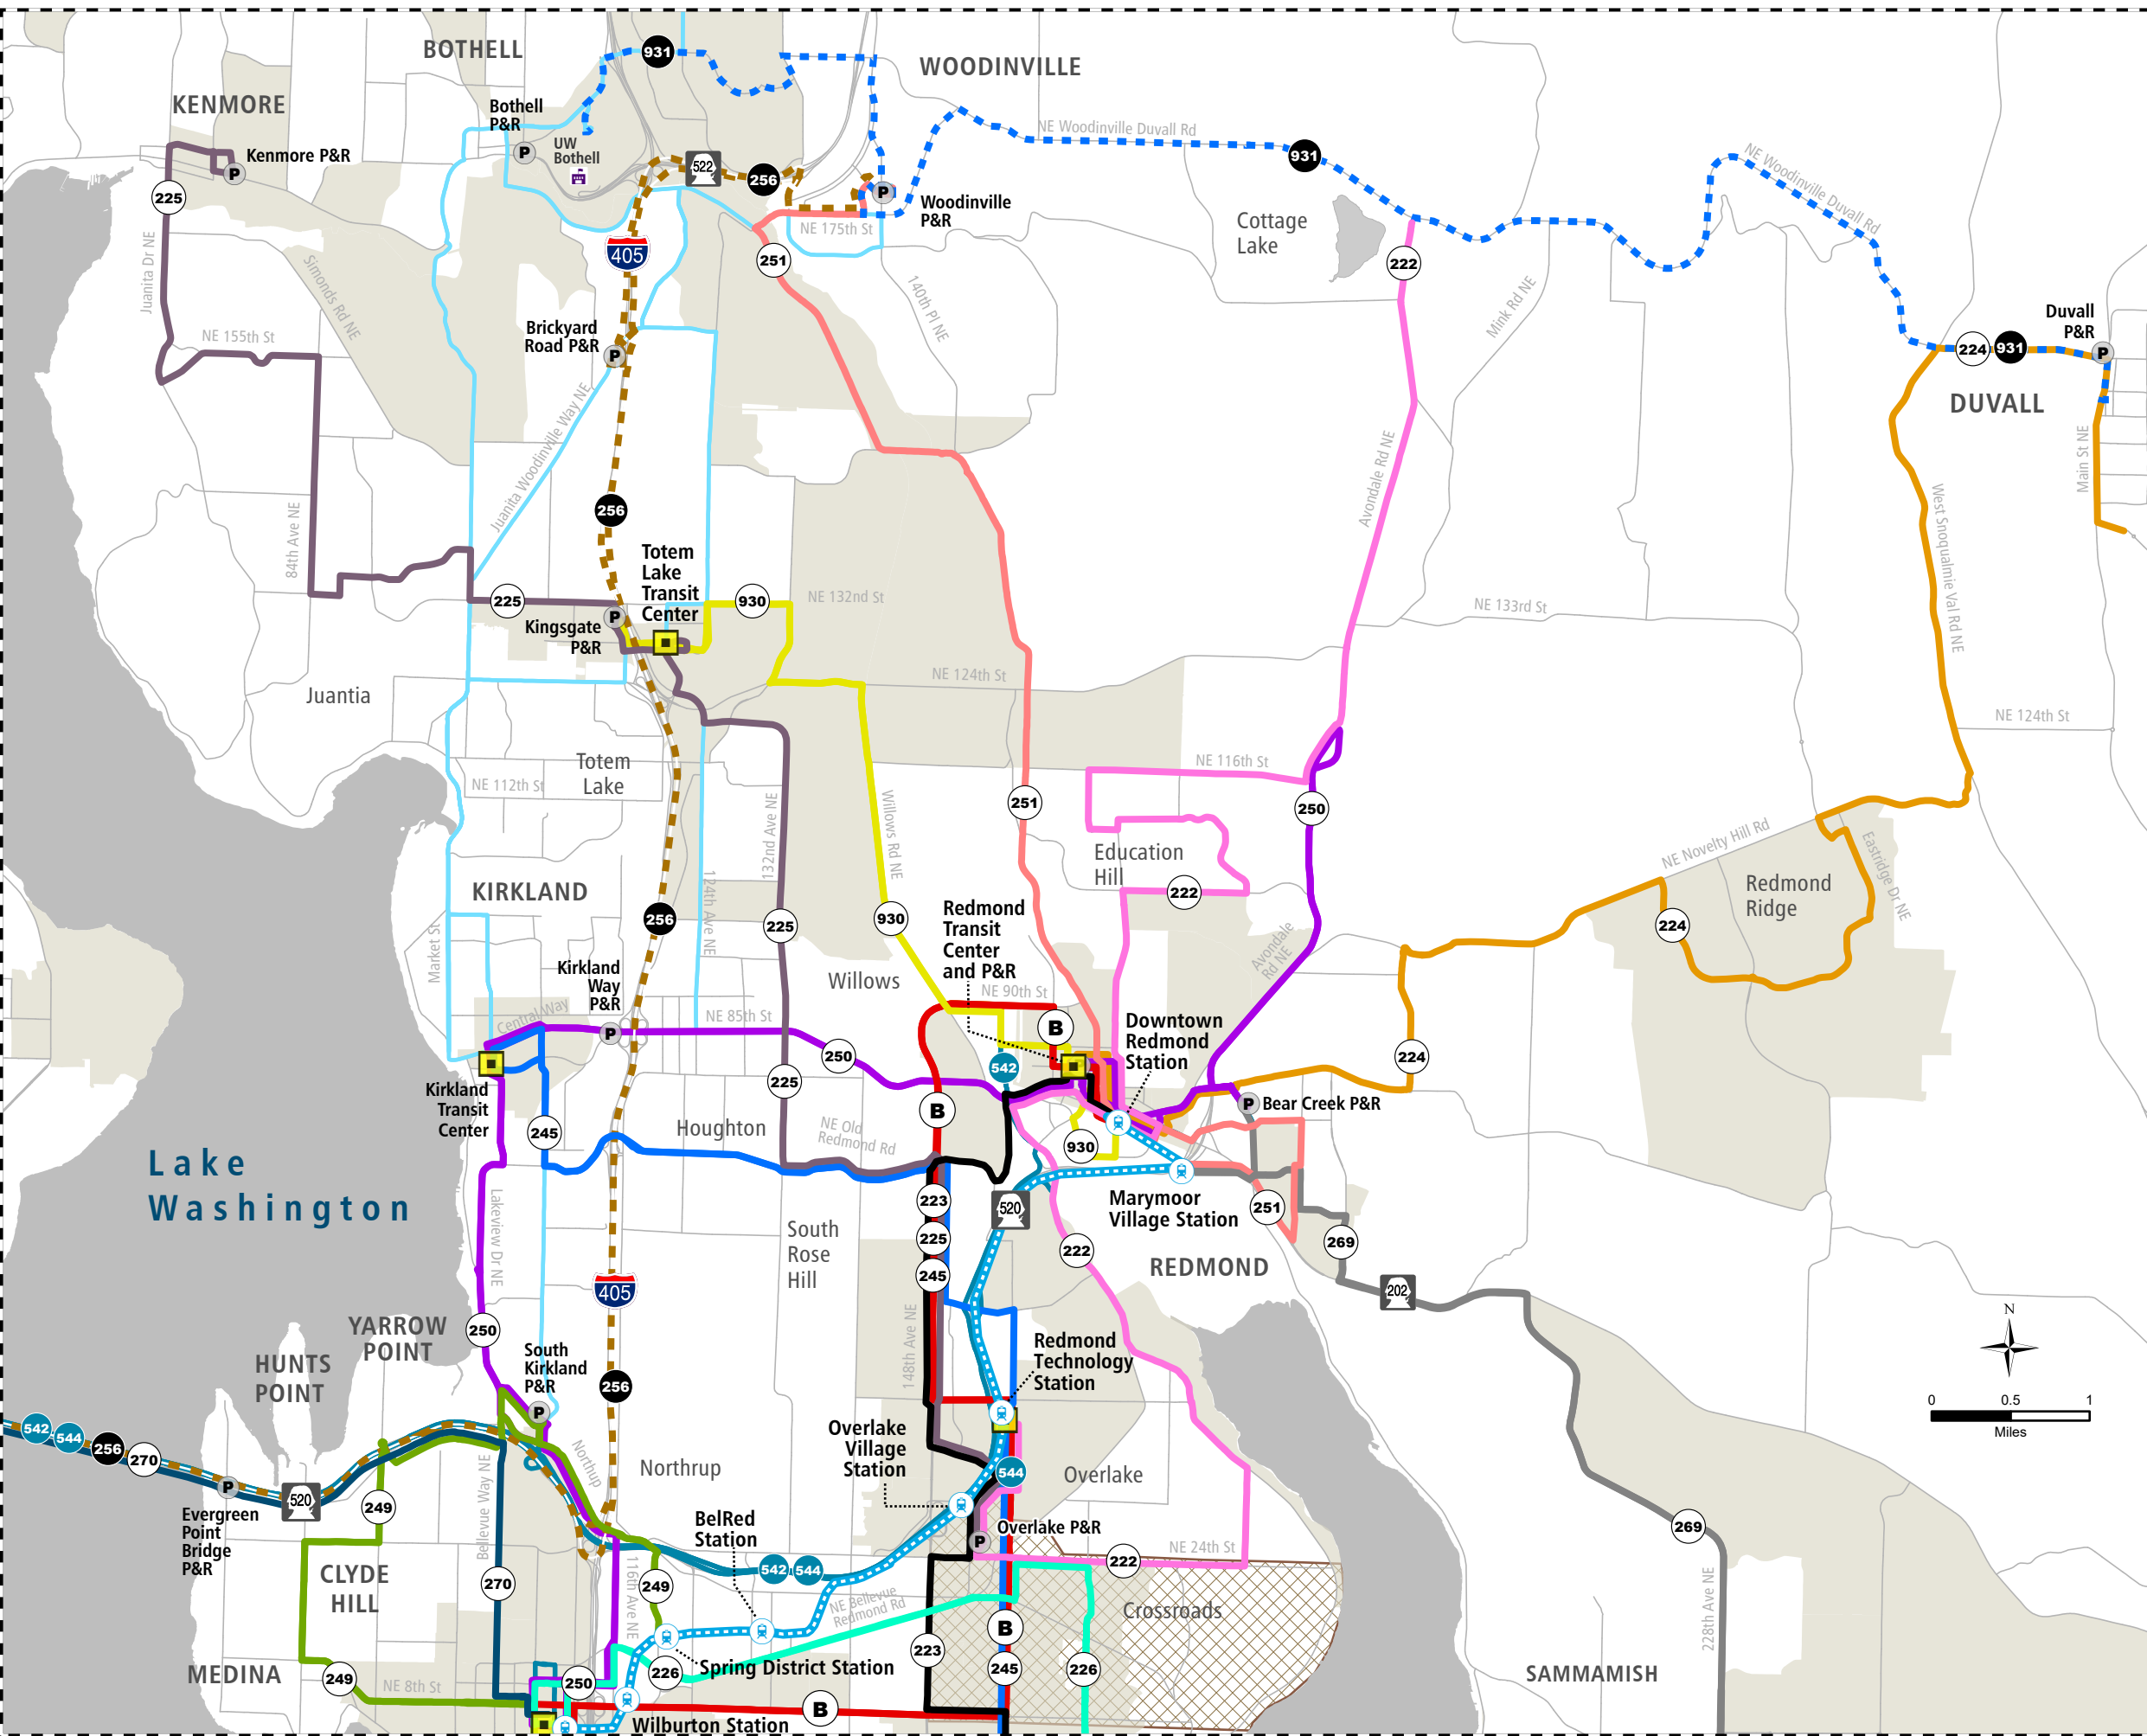 BOTHELL
931
WOODINVILLE
KENMORE
Bothell
P&R
NE Woodinville Duvall Rd
931
NE Woodinville Duvall Rd
Kenmore P&R
P
P
UW
Bothell
522
256
P
Woodinville
P&R
225
NE 175th St
Cottage
Lake
Juanita Dr NE
Simonds Rd NE
405
251
222
140th Pl NE
Mink Rd NE
Duvall
P&R
Brickyard
Road P&R
P
NE 155th St
224
931
P
DUVALL
Juanita Woodinville Way NE
Avondale Rd NE
Main St NE
West Snoqualmie Val Rd NE
84th Ave NE
256
Totem
Lake
Transit
Center
225
930
NE 132nd St
NE 133rd St
P
Kingsgate
P&R
Juantia
NE 124th St
NE 124th St
Totem
Lake
NE 112th St
NE 116th St
132nd Ave NE
Willows Rd NE
251
250
Education
Hill
NE Novelty Hill Rd
Eastridge Dr NE
KIRKLAND
222
Redmond
Ridge
124th Ave NE
256
225
930
Redmond
Transit
Center
and P&R
224
Market St
Avondale
Rd NE
Kirkland
Way
P&R
Willows
NE 90th St
Central Way
P
NE 85th St
B
Downtown
Redmond
Station
250
542
224
Kirkland
Transit
Center
225
B
P
Bear Creek P&R
245
Houghton
NE Old
Redmond Rd
930
Lake
Washington
Lakeview Dr NE
223
520
Marymoor
Village Station
251
225
South
Rose
Hill
222
269
REDMOND
245
405
202
N
250
YARROW
POINT
148th Ave NE
HUNTS
POINT
South
Kirkland
P&R
Redmond
Technology
Station
256
0
0.5
1
Miles
P
542
544
256
270
Overlake
Village
Station
Northup
Northrup
544
Overlake
P
520
249
Evergreen
Point
Bridge
P&R
Bellevue Way NE
BelRed
Station
Overlake P&R
P
269
NE 24th St
222
542
544
CLYDE
HILL
270
249
116th Ave NE
NE Bellevue
Redmond Rd
Crossroads
228th Ave NE
B
223
MEDINA
249
NE 8th St
250
226
Spring District Station
245
226
SAMMAMISH
B
Wilburton Station